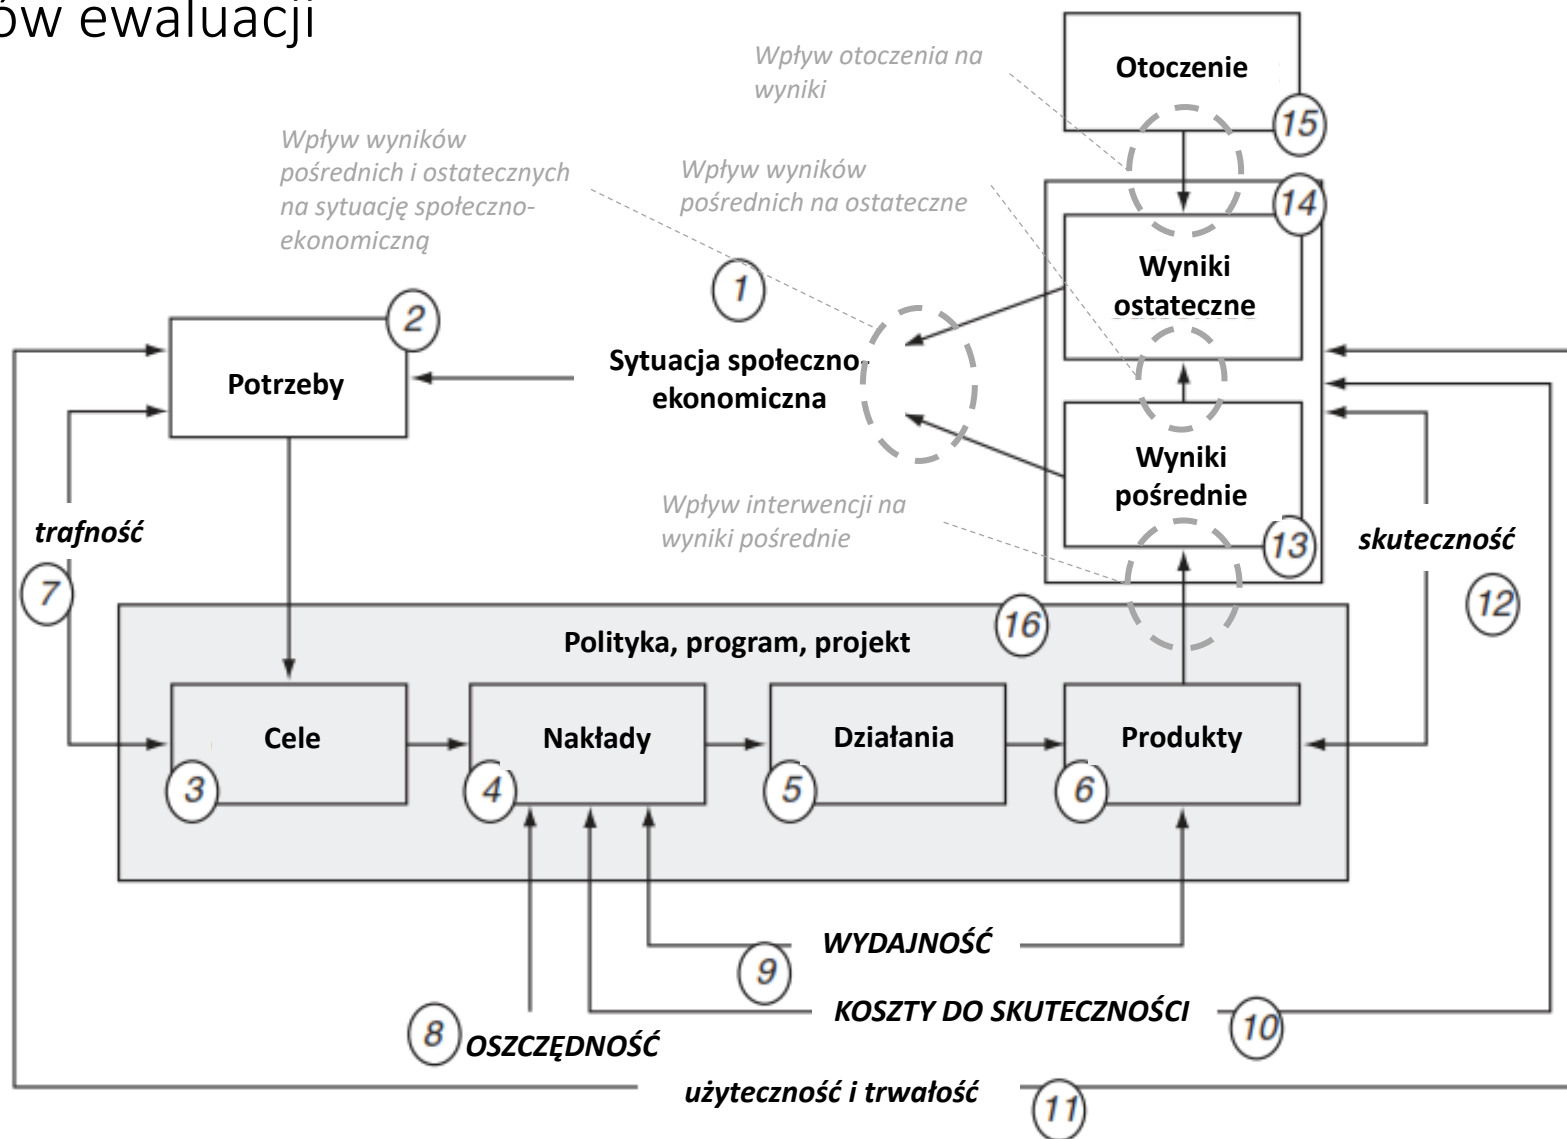 ów ewaluacji
Wpływ otoczenia na
wyniki
Otoczenie
15
Wpływ wyników
pośrednich i ostatecznych
na sytuację społeczno-
ekonomiczną
Wpływ wyników
pośrednich na ostateczne
14
Wyniki
ostateczne
1
2
Potrzeby
Sytuacja społeczno-
ekonomiczna
Wyniki
pośrednie
13
Wpływ interwencji na
wyniki pośrednie
trafność
7
skuteczność
12
16
Polityka, program, projekt
Cele
3
Nakłady
4
Działania
5
Produkty
6
WYDAJNOŚĆ
9
KOSZTY DO SKUTECZNOŚCI
10
8
OSZCZĘDNOŚĆ
użyteczność i trwałość
11